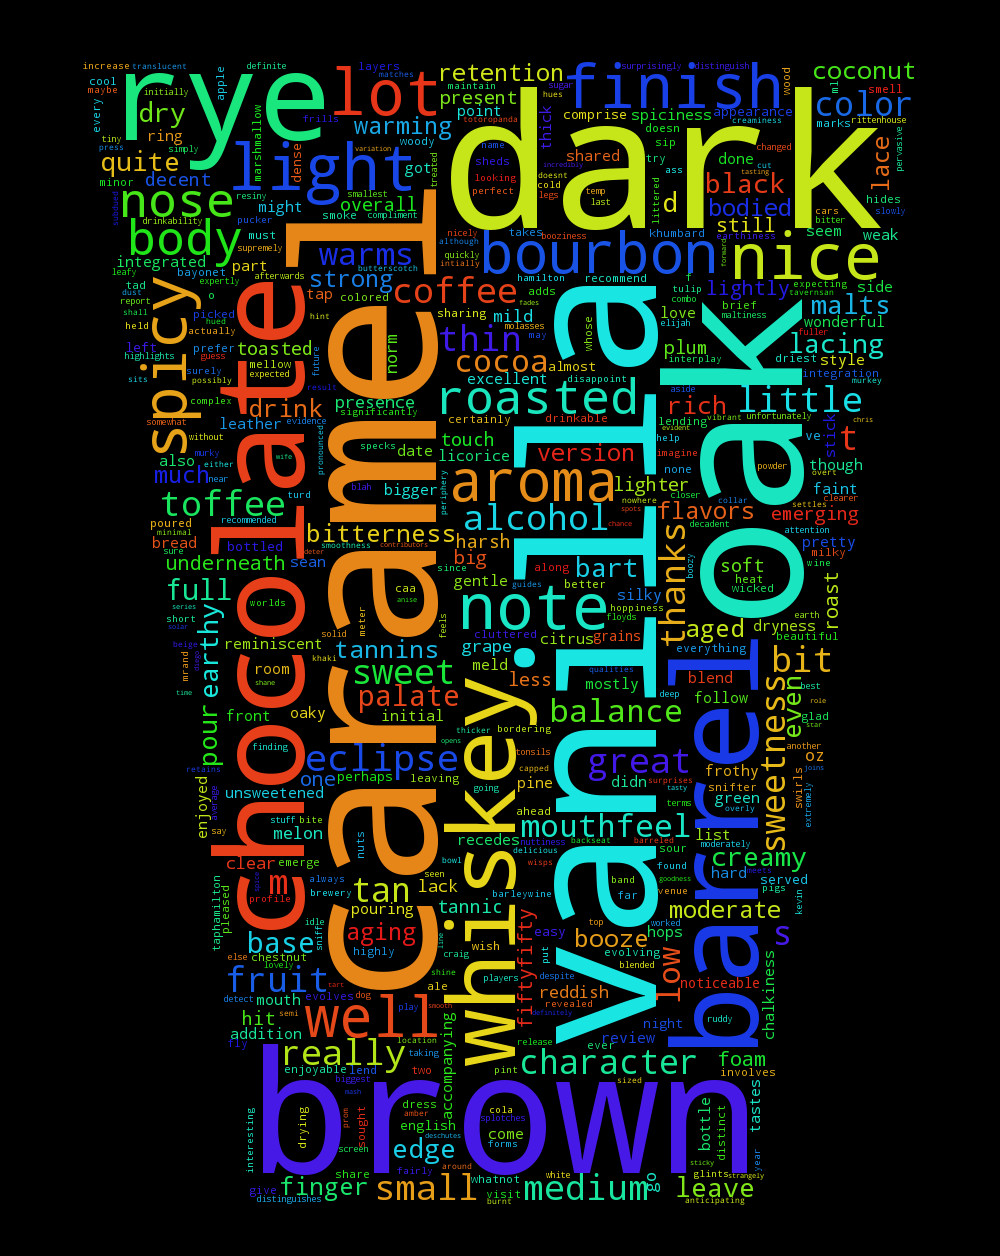 increase translucent definite layers retention surprisingly distinguish coconut
cool maybe initially apple matches maintain sugar wood smell
rye lot present finish color
every dry marshmallow frills warming point totoropanda comprise spiciness appearance marks rittenhouse
tiny ring dense woody name thick hues doesn creaminess pervasive
press simply variation sheds incredibly shared sip changed lace
quite light got looking doesnt try done cut
minor decent resiny treated perfect cold temp ass black tasting pigs
nose might smallest overall legs last littered d bodied cars hides
subdued drinkability pucker smoke compliment nicely takes booziness khumbard still bitter slowly
body must supremely although bourbon earthiness seem weak
dark
integrated leafy bayonet part warms quickly intially forward nice
tad expertly afterwards butterscotch hamilton recommend f tulip expecting side
dust o strong coffee adds combo lightly tavernsan
report tap colored fades love brief malts
shall picked hued hint sharing mild elijah maltiness fuller
held actually norm molasses may whose wonderful
spicy left prefer toasted thin plum lacing
highlights guess mellow future cocoa almost interplay driest style
sits surely expected excellent disappoint aside integration murkey
possibly result roasted rich little
complex drink presence drinkable lending vibrant unfortunately
somewhat leather evidence significantly certainly evident stick chris
without specks date touch version help ve t
murky wife pronounced licorice imagine powder though
also either near blah bigger periphery aroma lighter none overt clearer
much turd closer collar faint
toffee nowhere flavors settles emerging
poured recommended bitterness alcohol spots decadent attention
minimal bottled smoothness harsh chance thanks pretty
bread sure sean deter contributors big along boozy milky
underneath since bart soft wine
full caa gentle guides better silky heat roast
series worlds anise note hoppiness wicked earth
short meter floyds aged dryness beautiful
solar solid feels cluttered citrus grains
earthy reminiscent tannins grape everything bit
beige khaki meld qualities
mrand room sweet less mostly deep blend best
time shane palate follow role
pour oaky initial thicker bordering balance even glad
front star
finding opens tonsils another
retains eclipse great sweetness oz
one perhaps leaving capped didn surprises frothy joins
unsweetened going pine tasty snifter swirls
enjoyed average stuff bite ahead terms green extremely
say melon nuts mouthfeel list overly
recedes nuttiness backseat sour moderately
clear emerge bowl delicious creamy
chocolate caramel whiskey vanilla oak barrel
m always seen wisps barreled found hard meets served
spice profile brewery tan lack barleywine band goodness pigs
taphamilton pleased pouring tannic far venue moderate kevin
idle easy top worked hops s
base sniff aging line wish booze
else chestnut highly craig put evolving low
lovely shine players blended
fruit tart ale fiftyfifty despite noticeable
detect mouth evolves dog reddish chalkiness
hit semi play smooth revealed ruddy
addition well definitely night
fly location release ever review
really taking accompanying pint character foam
enjoyable lend two sized involves
biggest mash
brown
interesting drying dress cola tastes
prom sought amber splotches bottle distinct
english come
screen edge deschutes forms
fairly around sticky year
share whatnot white glints strangely
give finger small visit medium go leave
distinguishes burnt anticipating